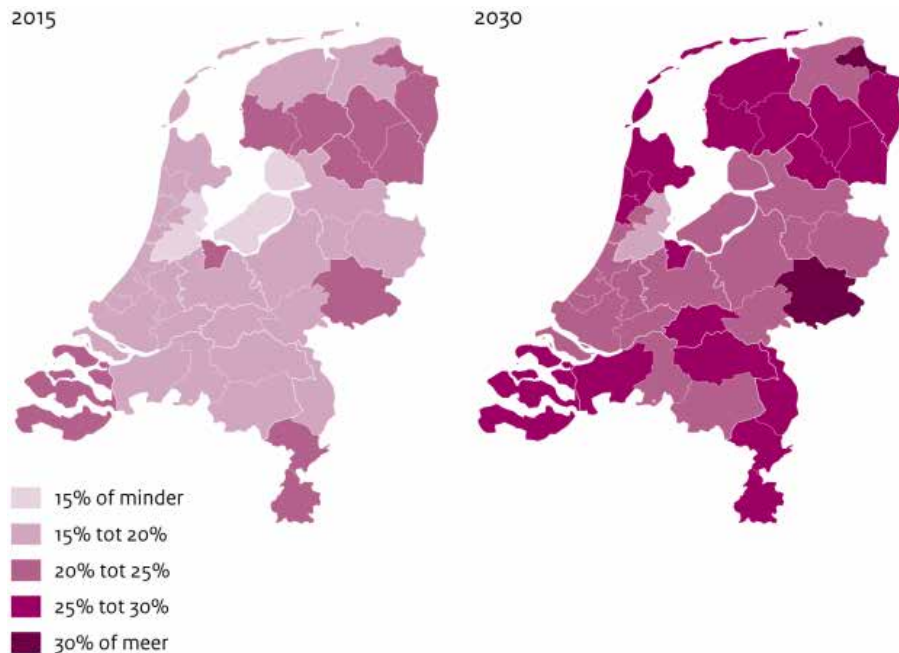 2015
2030
15% of minder
15% tot 20%
20% tot 25%
25% tot 30%
30% of meer